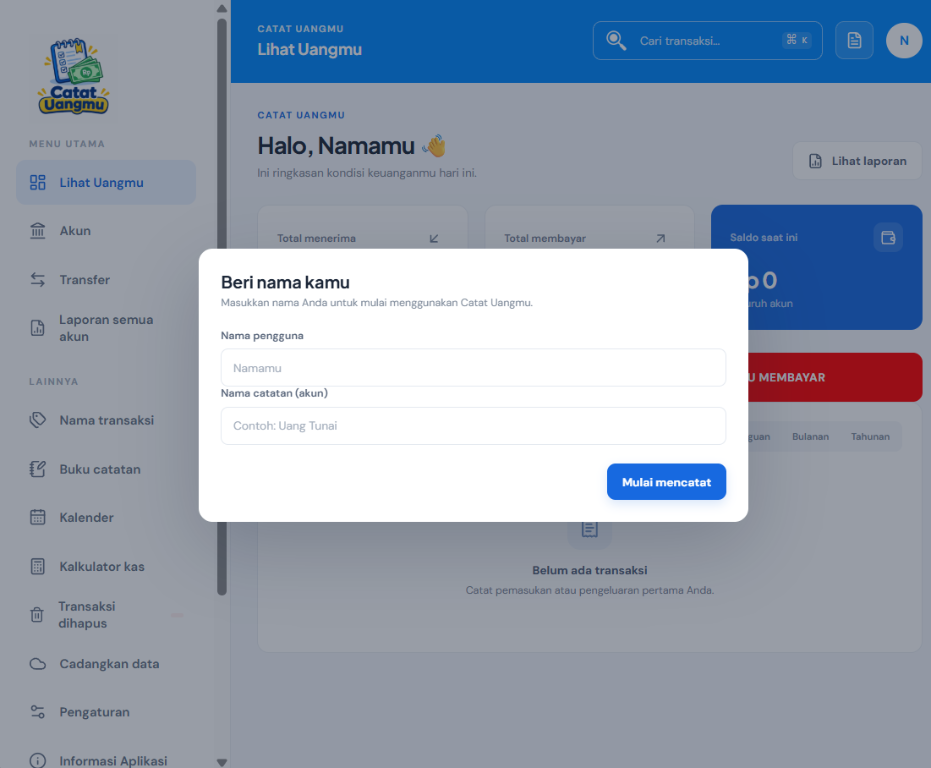 Catat
Uangmu
MENU UTAMA
Lihat Uangmu
Akun
Transfer
Laporan semua
akun
LAINNYA
Nama transaksi
Buku catatan
Kalender
Kalkulator kas
Transaksi
dihapus
Cadangkan data
Pengaturan
Informasi Aplikasi
CATAT UANGMU
Lihat Uangmu
Cari transaksi...
⌘ K
N
CATAT UANGMU
Halo, Namamu 👋
Ini ringkasan kondisi keuanganmu hari ini.
Lihat laporan
Total menerima
Total membayar
Saldo saat ini
0
akun
MEMBAYAR
Bulanan
Tahunan
Beri nama kamu
Masukkan nama Anda untuk mulai menggunakan Catat Uangmu.
Nama pengguna
Namamu
Nama catatan (akun)
Contoh: Uang Tunai
Mulai mencatat
Belum ada transaksi
Catat pemasukan atau pengeluaran pertama Anda.